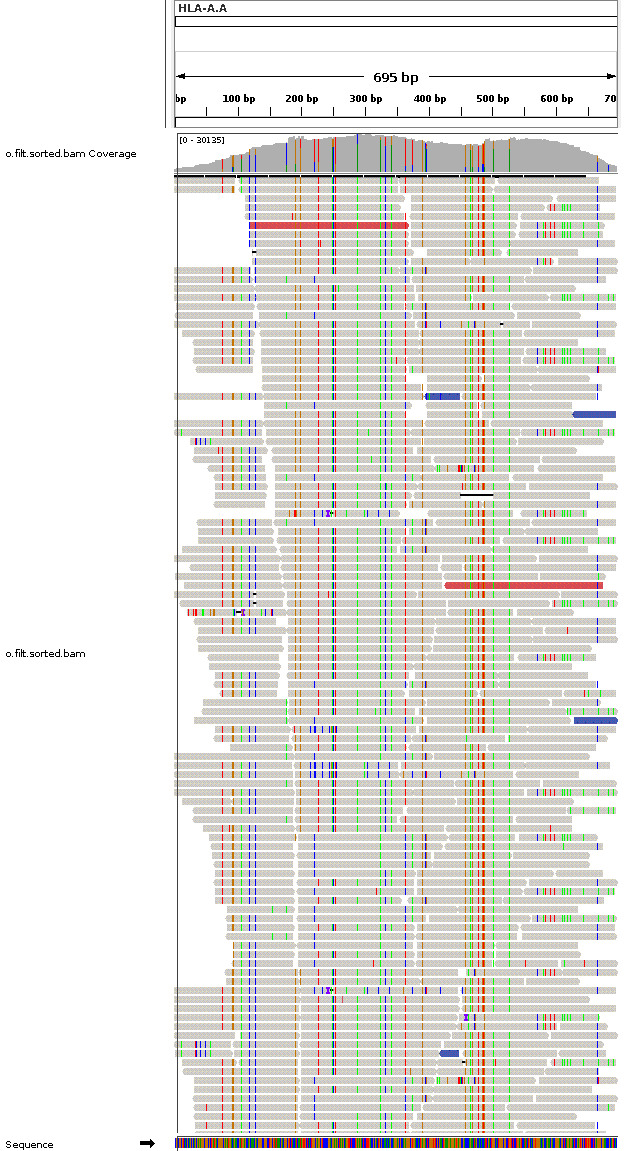 HLA-A.A
695 bp
bp 100 bp 200 bp 300 bp 400 bp 500 bp 600 bp 70
[0 - 30135]
o.filt.sorted.bam Coverage
o.filt.sorted.bam
Sequence